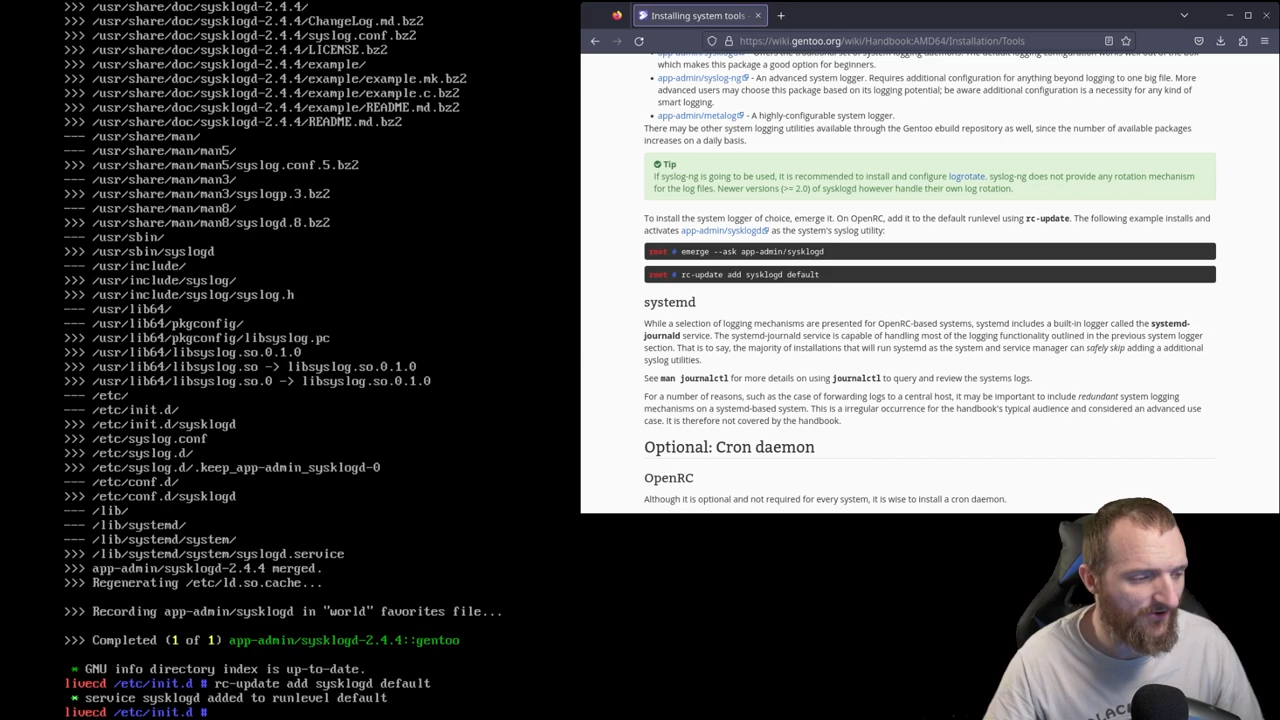 >>> /usr/share/doc/sysklogd-2.4.4/
>>> /usr/share/doc/sysklogd-2.4.4/ChangeLog.md.bz2
>>> /usr/share/doc/sysklogd-2.4.4/syslog.conf.bz2
>>> /usr/share/doc/sysklogd-2.4.4/LICENSE.bz2
>>> /usr/share/doc/sysklogd-2.4.4/example/
>>> /usr/share/doc/sysklogd-2.4.4/example/example.mk.bz2
>>> /usr/share/doc/sysklogd-2.4.4/example/example.c.bz2
>>> /usr/share/doc/sysklogd-2.4.4/example/README.md.bz2
>>> /usr/share/doc/sysklogd-2.4.4/README.md.bz2
--- /usr/share/man/
--- /usr/share/man/man5/
>>> /usr/share/man/man5/syslog.conf.5.bz2
--- /usr/share/man/man3/
>>> /usr/share/man/man3/syslogp.3.bz2
--- /usr/share/man/man8/
>>> /usr/share/man/man8/syslogd.8.bz2
--- /usr/sbin/
>>> /usr/sbin/syslogd
--- /usr/include/
>>> /usr/include/syslog/
>>> /usr/include/syslog/syslog.h
--- /usr/lib64/
--- /usr/lib64/pkgconfig/
>>> /usr/lib64/pkgconfig/libsyslog.pc
>>> /usr/lib64/libsyslog.so.0.1.0
>>> /usr/lib64/libsyslog.so -> libsyslog.so.0.1.0
>>> /usr/lib64/libsyslog.so.0 -> libsyslog.so.0.1.0
--- /etc/
--- /etc/init.d/
>>> /etc/init.d/sysklogd
>>> /etc/syslog.conf
>>> /etc/syslog.d/
>>> /etc/syslog.d/.keep_app-admin_sysklogd-0
--- /etc/conf.d/
>>> /etc/conf.d/sysklogd
--- /lib/
--- /lib/systemd/
--- /lib/systemd/system/
>>> /lib/systemd/system/syslogd.service
>>> app-admin/sysklogd-2.4.4 merged.
>>> Regenerating /etc/ld.so.cache...
>>> Recording app-admin/sysklogd in "world" favorites file...
>>> Completed (1 of 1) app-admin/sysklogd-2.4.4::gentoo
* GNU info directory index is up-to-date.
livecd /etc/init.d # rc-update add sysklogd default
* service sysklogd added to runlevel default
livecd /etc/init.d #
Installing system tools -
https://wiki.gentoo.org/wiki/Handbook:AMD64/Installation/Tools
which makes this package a good option for beginners.
app-admin/syslog-ng - An advanced system logger. Requires additional configuration for anything beyond logging to one big file. More
advanced users may choose this package based on its logging potential; be aware additional configuration is a necessity for any kind of
smart logging.
app-admin/metalog - A highly-configurable system logger.
There may be other system logging utilities available through the Gentoo ebuild repository as well, since the number of available packages
increases on a daily basis.
Tip
If syslog-ng is going to be used, it is recommended to install and configure logrotate. syslog-ng does not provide any rotation mechanism
for the log files. Newer versions (>= 2.0) of sysklogd however handle their own log rotation.
To install the system logger of choice, emerge it. On OpenRC, add it to the default runlevel using rc-update. The following example installs and
activates app-admin/sysklogd as the system's syslog utility:
root # emerge --ask app-admin/sysklogd
root # rc-update add sysklogd default
systemd
While a selection of logging mechanisms are presented for OpenRC-based systems, systemd includes a built-in logger called the systemd-
journald service. The systemd-journald service is capable of handling most of the logging functionality outlined in the previous system logger
section. That is to say, the majority of installations that will run systemd as the system and service manager can safely skip adding a additional
syslog utilities.
See man journalctl for more details on using journalctl to query and review the systems logs.
For a number of reasons, such as the case of forwarding logs to a central host, it may be important to include redundant system logging
mechanisms on a systemd-based system. This is a irregular occurrence for the handbook's typical audience and considered an advanced use
case. It is therefore not covered by the handbook.
Optional: Cron daemon
OpenRC
Although it is optional and not required for every system, it is wise to install a cron daemon.